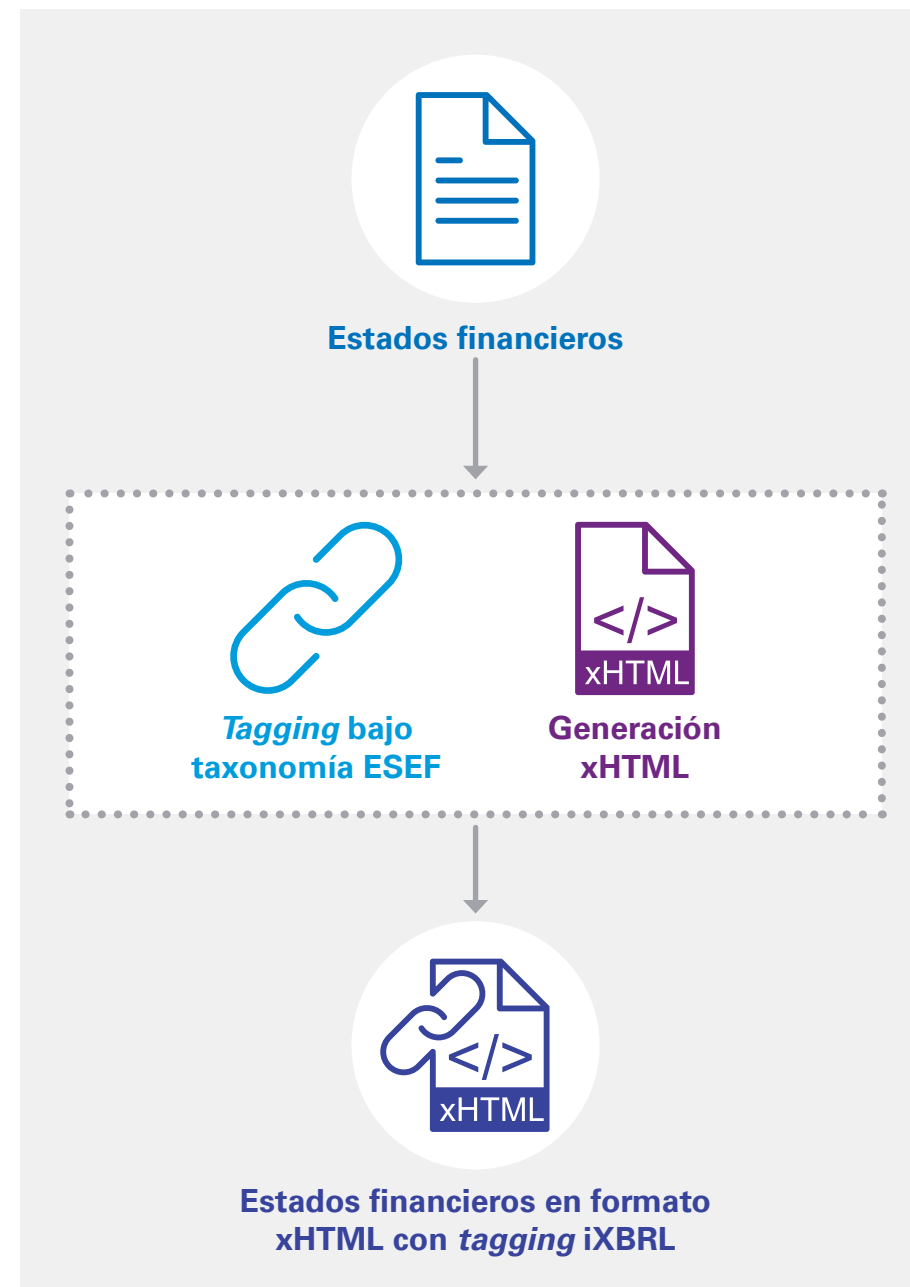 Estados financieros
</>
xHTML
Tagging bajo
taxonomía ESEF
Generación
xHTML
</>
xHTML
Estados financieros en formato
xHTML con tagging iXBRL